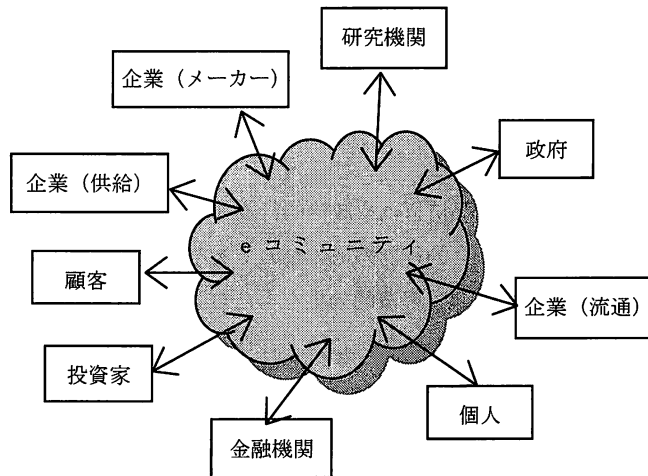 研究機関
企業（メーカー）
政府
企業（供給）
eコミュニティ
顧客
企業（流通）
投資家
個人
金融機関